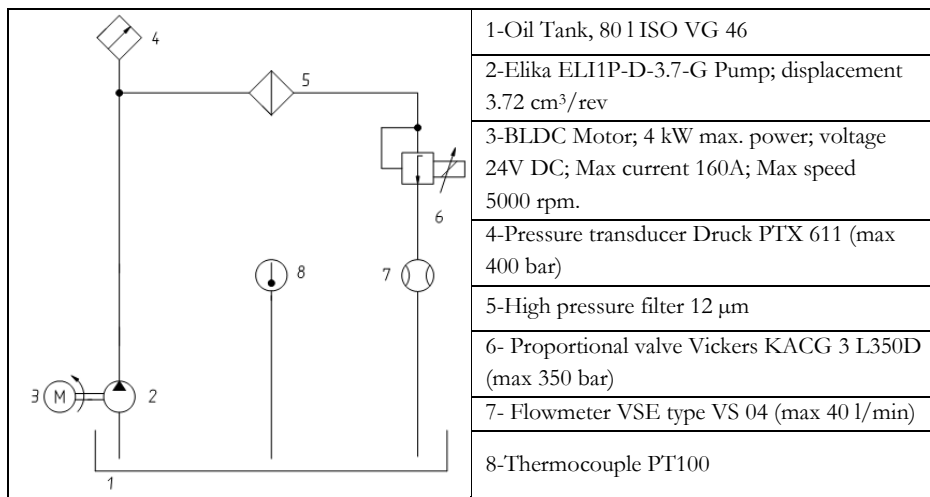 4
5
6
7
8
3
M
2
1
1-Oil Tank, 80 l ISO VG 46
2-Elika ELI1P-D-3.7-G Pump; displacement
3.72 cm³/rev
3-BLDC Motor; 4 kW max. power; voltage
24V DC; Max current 160A; Max speed
5000 rpm.
4-Pressure transducer Druck PTX 611 (max
400 bar)
5-High pressure filter 12 µm
6- Proportional valve Vickers KACG 3 L350D
(max 350 bar)
7- Flowmeter VSE type VS 04 (max 40 l/min)
8-Thermocouple PT100